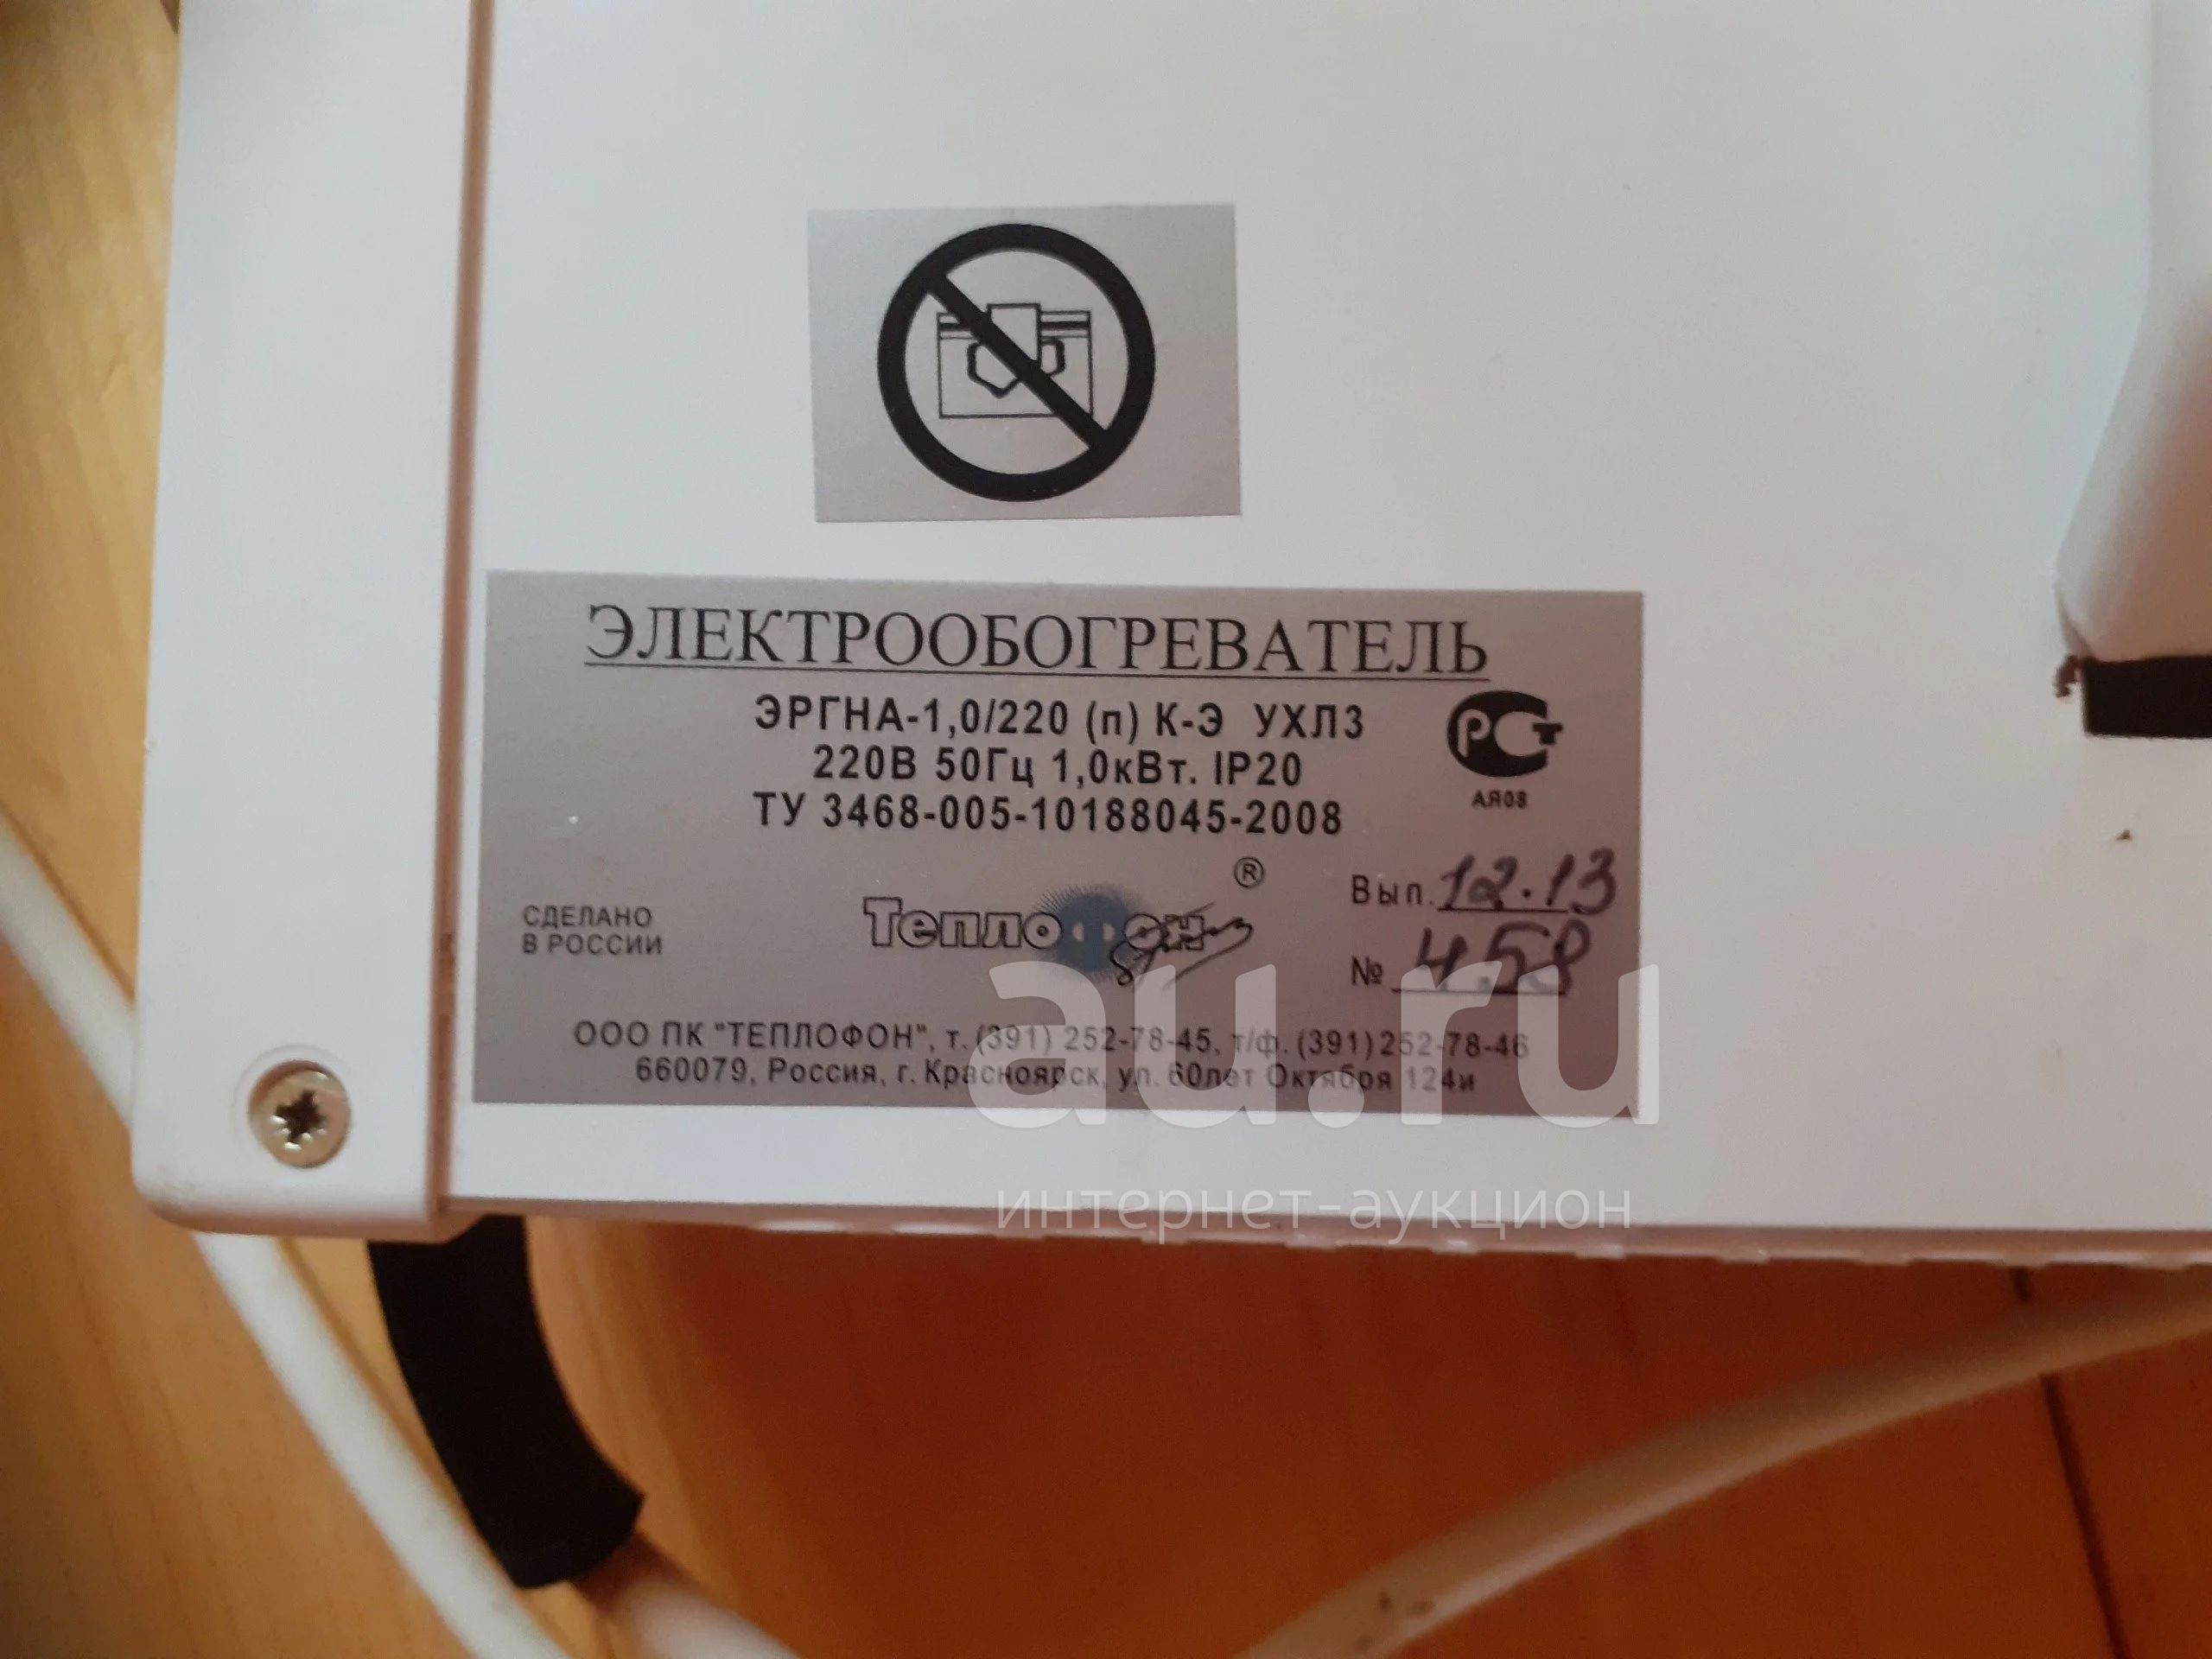 ЭЛЕКТРООБОГРЕВАТЕЛЬ
ЭРГНА-1,0/220 (п) К-Э УХЛ3
220В 50Гц 1,0кВт. IP20
ТУ 3468-005-10188045-2008
РСТ
АЯ08
СДЕЛАНО
В РОССИИ
Теплофон ®
Вып. 12.13
№ 458
ООО ПК "ТЕПЛОФОН", т. (391) 252-78-45, т/ф. (391)252-78-46
660079, Россия, г. Красноярск, ул. 60лет Октября 124и
au.ru
интернет-аукцион